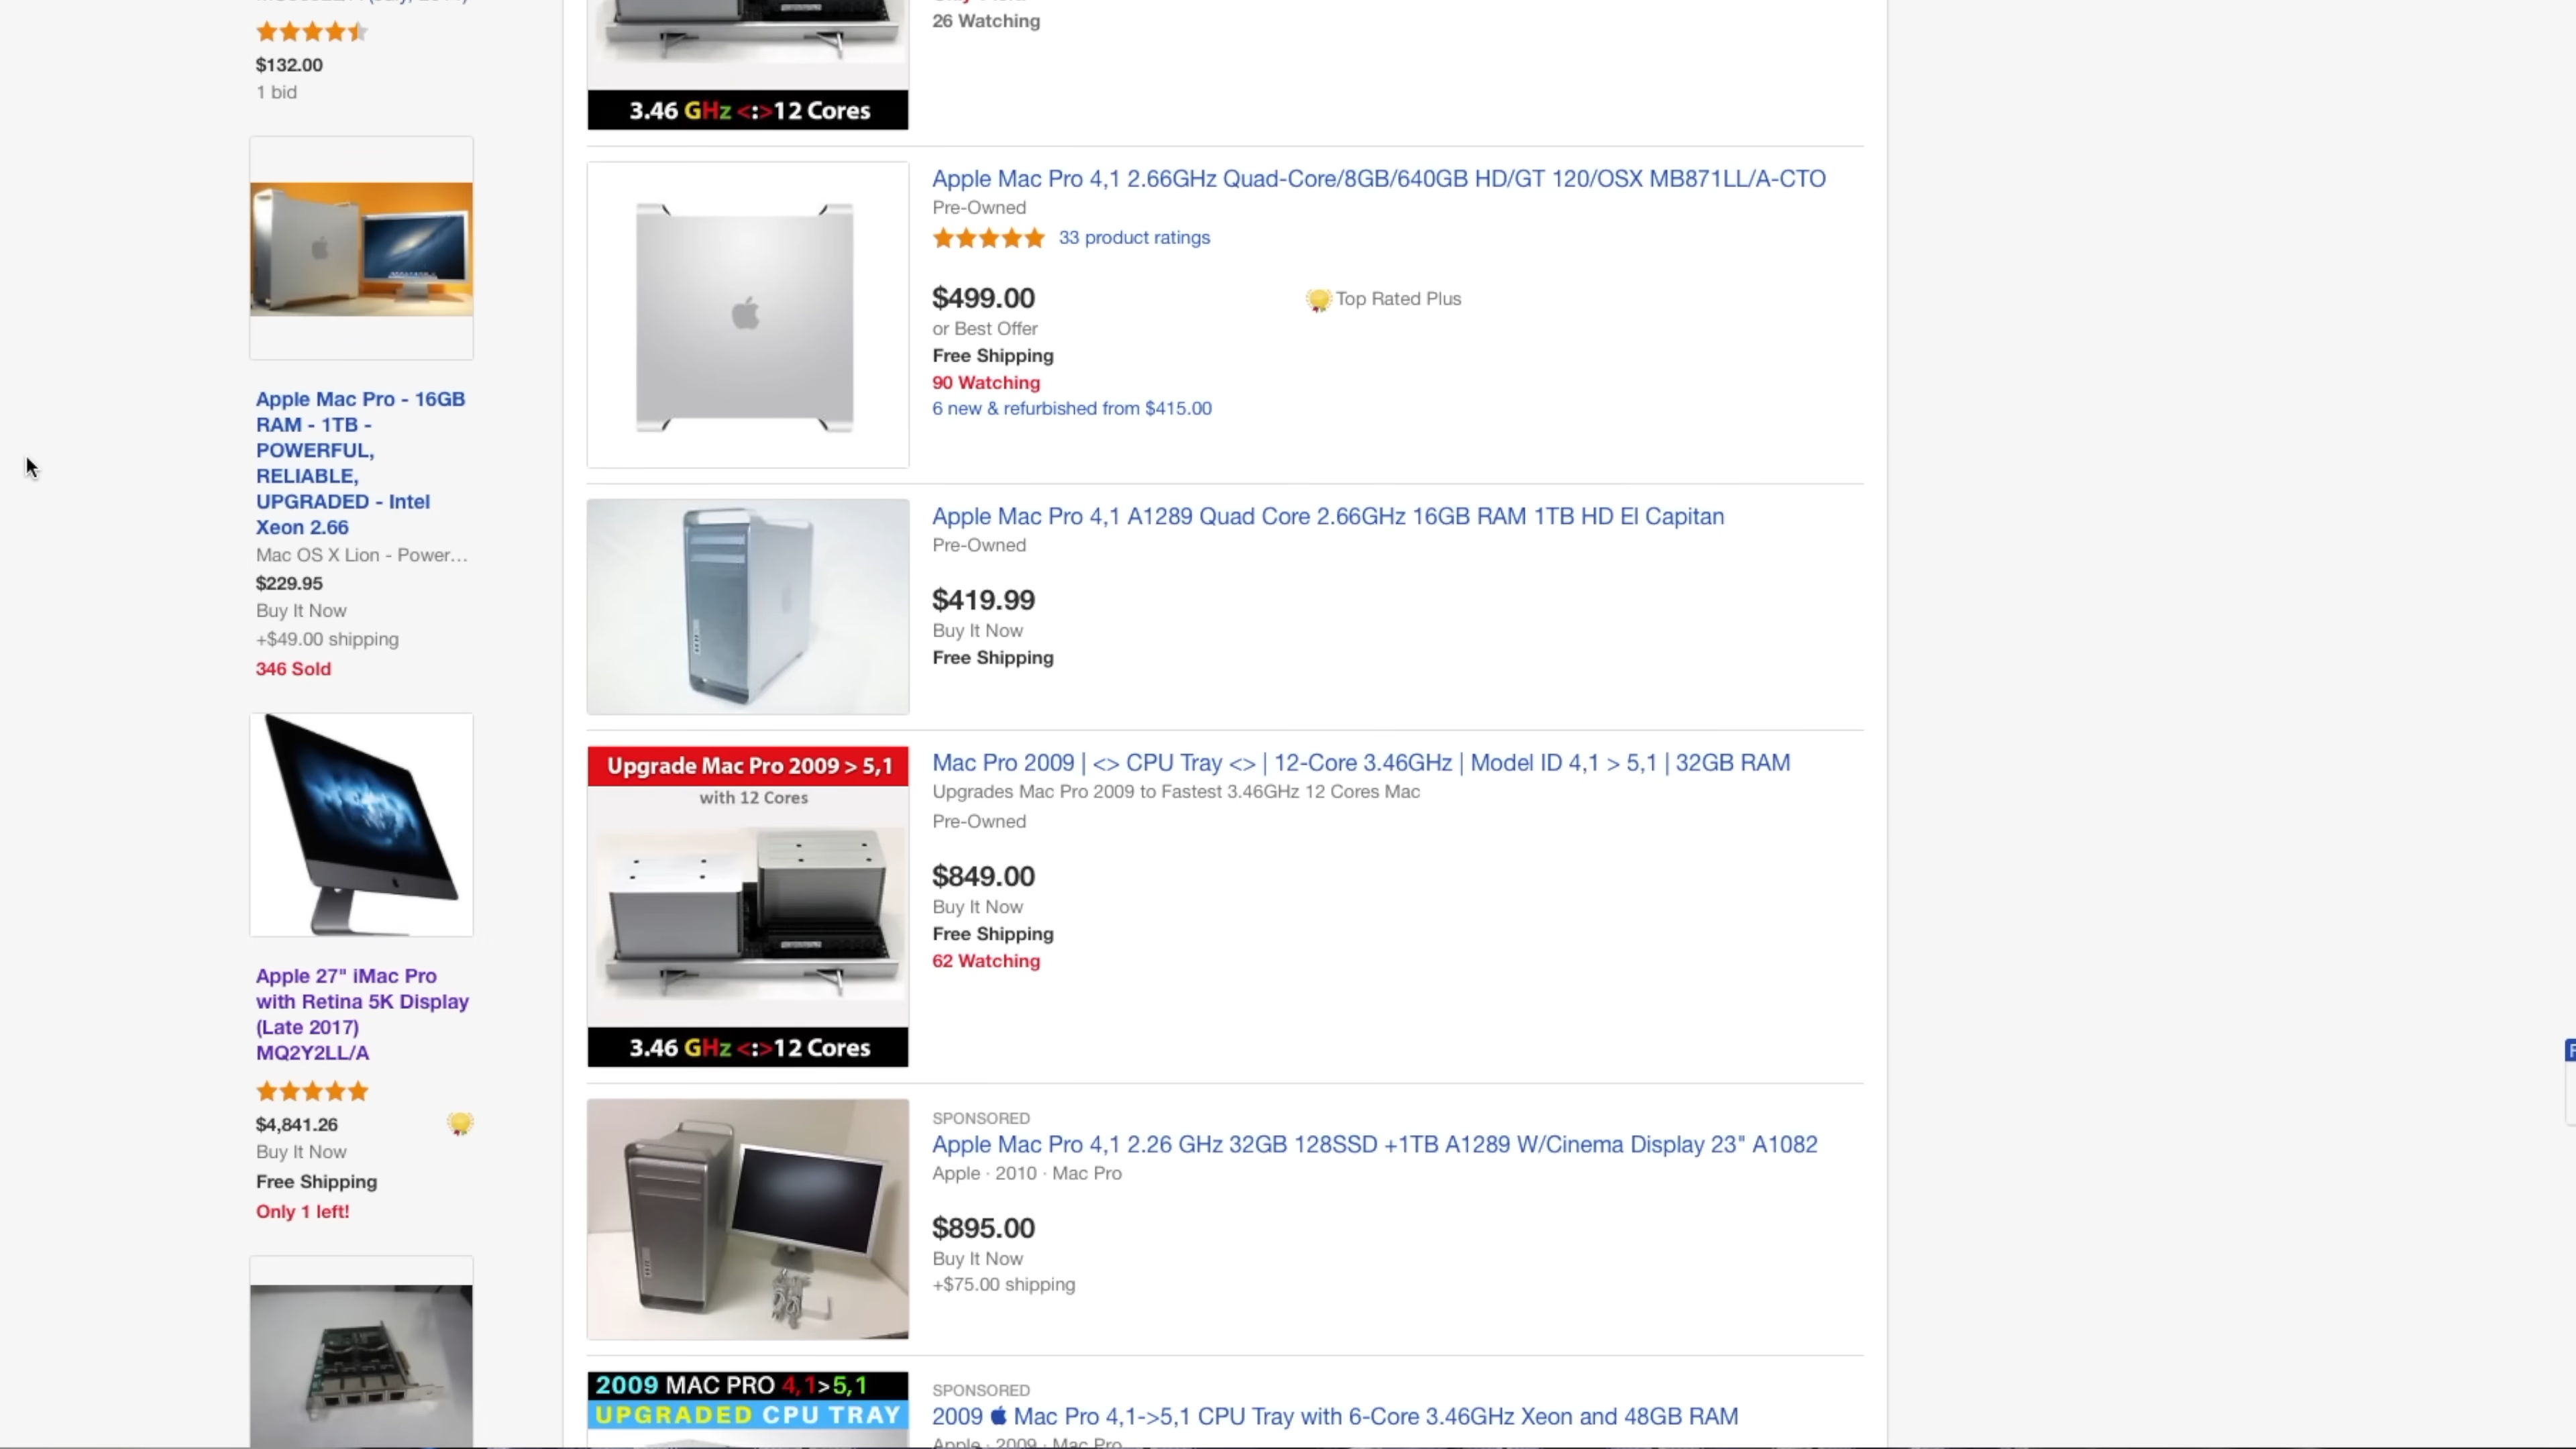 $132.00
1 bid
Apple Mac Pro - 16GB
RAM - 1TB -
POWERFUL,
RELIABLE,
UPGRADED - Intel
Xeon 2.66
Mac OS X Lion - Power...
$229.95
Buy It Now
+$49.00 shipping
346 Sold
Apple 27" iMac Pro
with Retina 5K Display
(Late 2017)
MQ2Y2LL/A
$4,841.26
Buy It Now
Free Shipping
Only 1 left!
26 Watching
3.46 GHz <:>12 Cores
Apple Mac Pro 4,1 2.66GHz Quad-Core/8GB/640GB HD/GT 120/OSX MB871LL/A-CTO
Pre-Owned
33 product ratings
$499.00
Top Rated Plus
or Best Offer
Free Shipping
90 Watching
6 new & refurbished from $415.00
Apple Mac Pro 4,1 A1289 Quad Core 2.66GHz 16GB RAM 1TB HD El Capitan
Pre-Owned
$419.99
Buy It Now
Free Shipping
Upgrade Mac Pro 2009 > 5,1
with 12 Cores
3.46 GHz <:>12 Cores
Mac Pro 2009 | <> CPU Tray <> | 12-Core 3.46GHz | Model ID 4,1 > 5,1 | 32GB RAM
Upgrades Mac Pro 2009 to Fastest 3.46GHz 12 Cores Mac
Pre-Owned
$849.00
Buy It Now
Free Shipping
62 Watching
SPONSORED
Apple Mac Pro 4,1 2.26 GHz 32GB 128SSD +1TB A1289 W/Cinema Display 23" A1082
Apple · 2010 · Mac Pro
$895.00
Buy It Now
+$75.00 shipping
2009 MAC PRO 4,1>5,1
UPGRADED CPU TRAY
SPONSORED
2009 Mac Pro 4,1->5,1 CPU Tray with 6-Core 3.46GHz Xeon and 48GB RAM
Apple · 2009 · Mac Pro